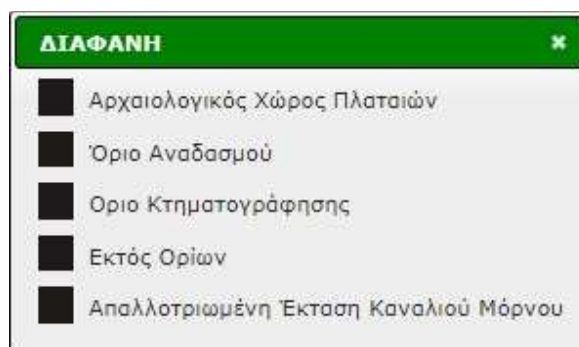 ΔΙΑΦΑΝΗ
Αρχαιολογικός Χώρος Πλαταιών
Όριο Αναδασμού
Οριο Κτηματογράφησης
Εκτός Ορίων
Απαλλοτριωμένη Έκταση Καναλιού Μόρνου